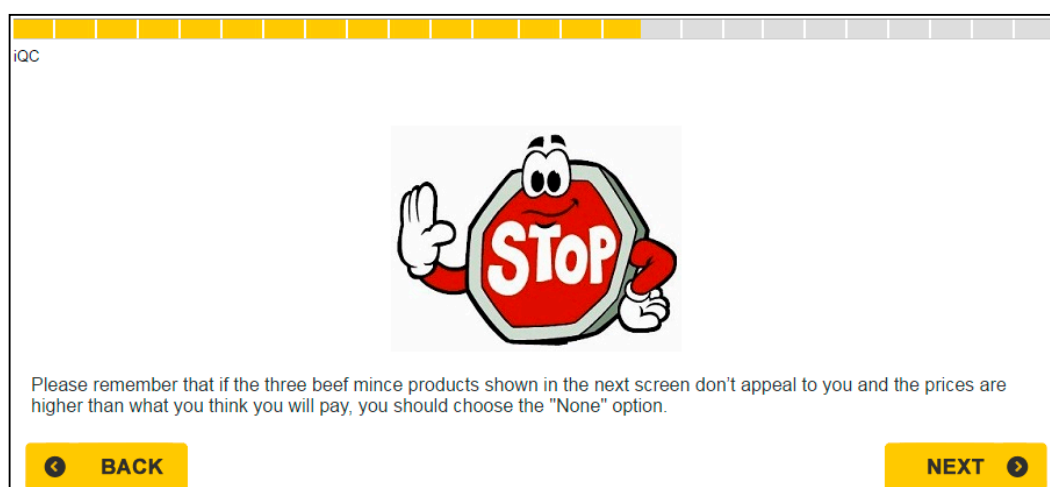 iQC
STOP
Please remember that if the three beef mince products shown in the next screen don't appeal to you and the prices are
higher than what you think you will pay, you should choose the "None" option.
BACK
NEXT